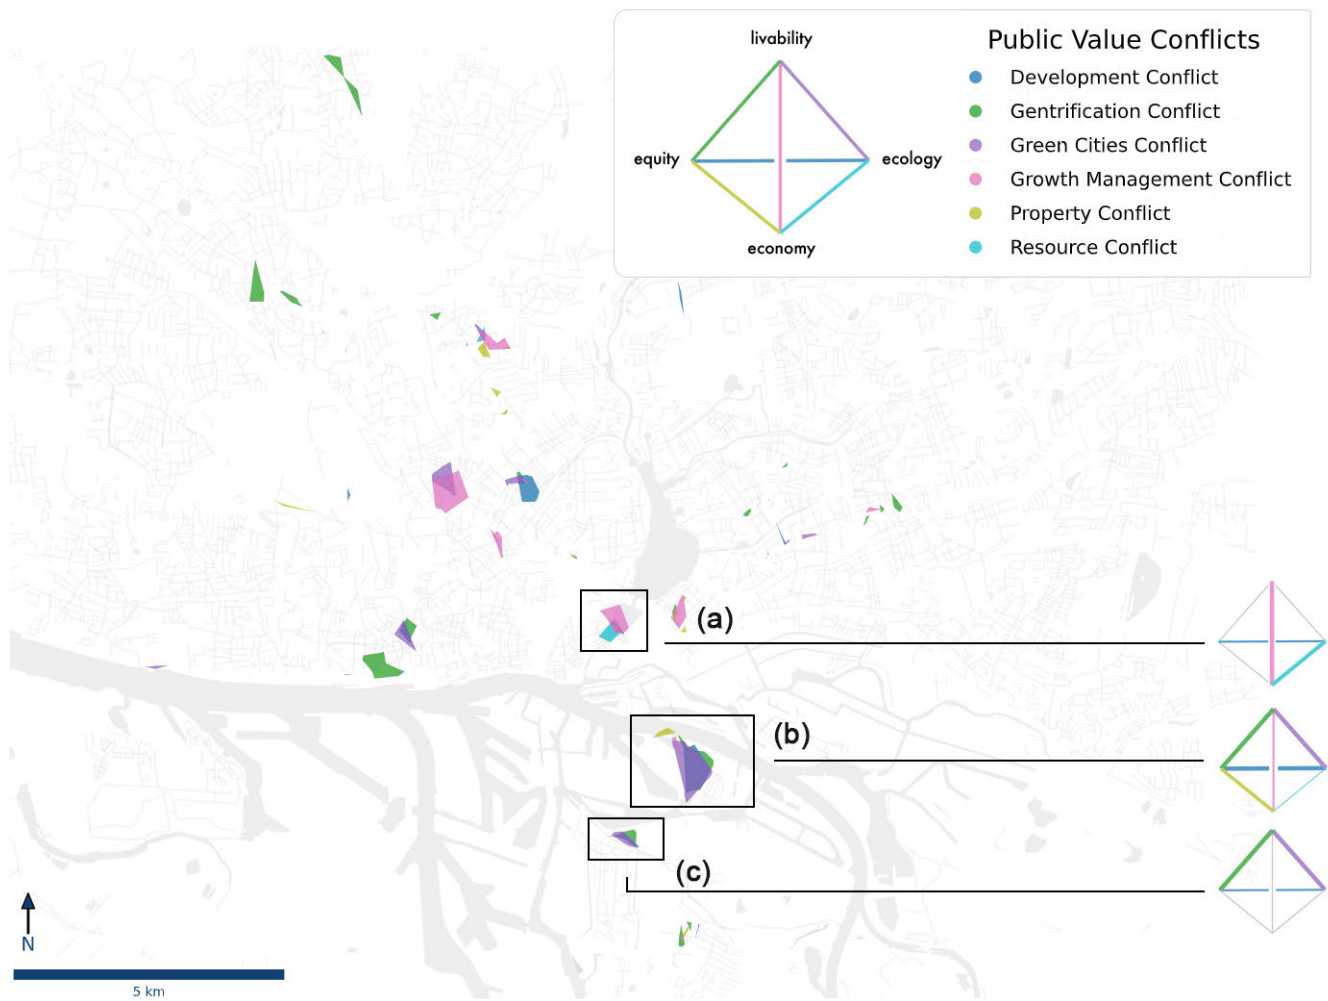 livability
equity
ecology
economy
Public Value Conflicts
Development Conflict
Gentrification Conflict
Green Cities Conflict
Growth Management Conflict
Property Conflict
Resource Conflict
(a)
(b)
(c)
N
5 km